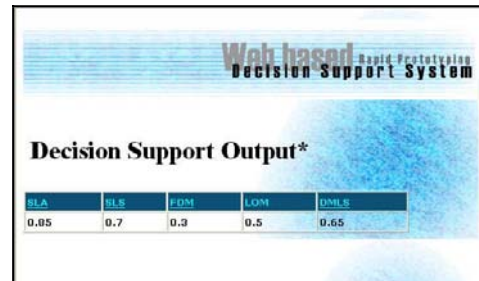 Web based Rapid Prototyping
Decision Support System
Decision Support Output*
SLA SLS FDM LOM DMLS
0.85 0.7 0.3 0.5 0.65